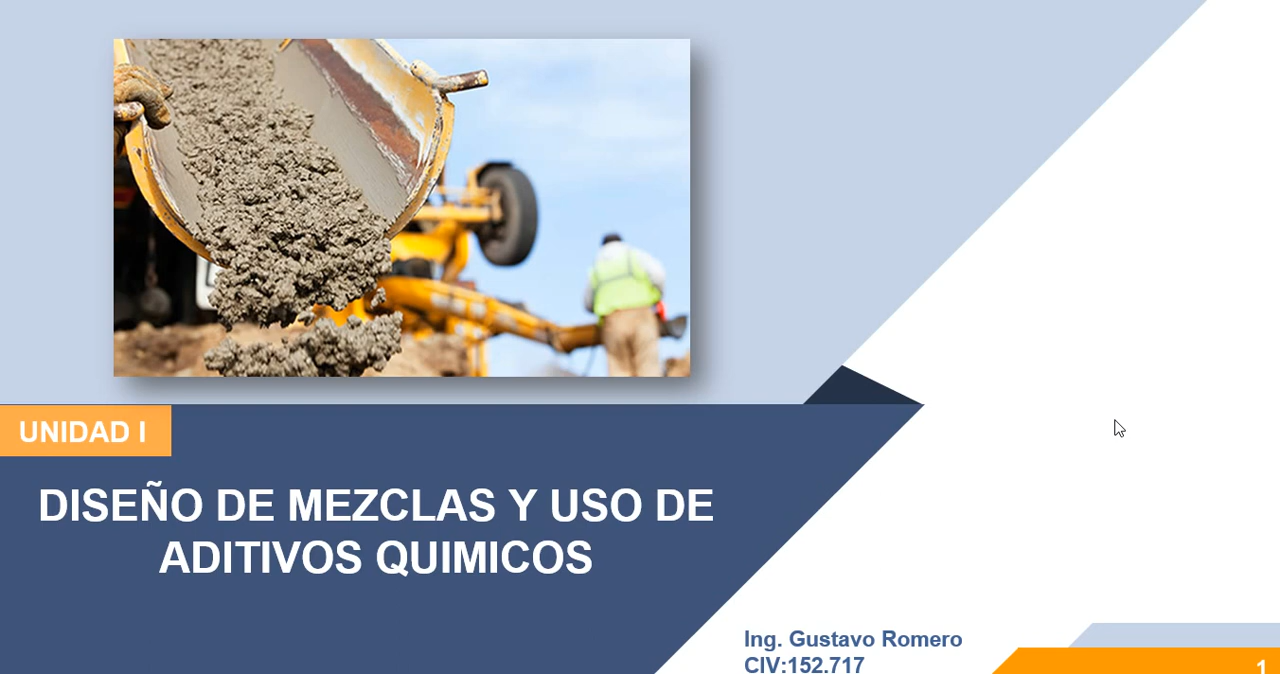 UNIDAD I
DISEÑO DE MEZCLAS Y USO DE
ADITIVOS QUIMICOS
Ing. Gustavo Romero
CIV:152.717
1